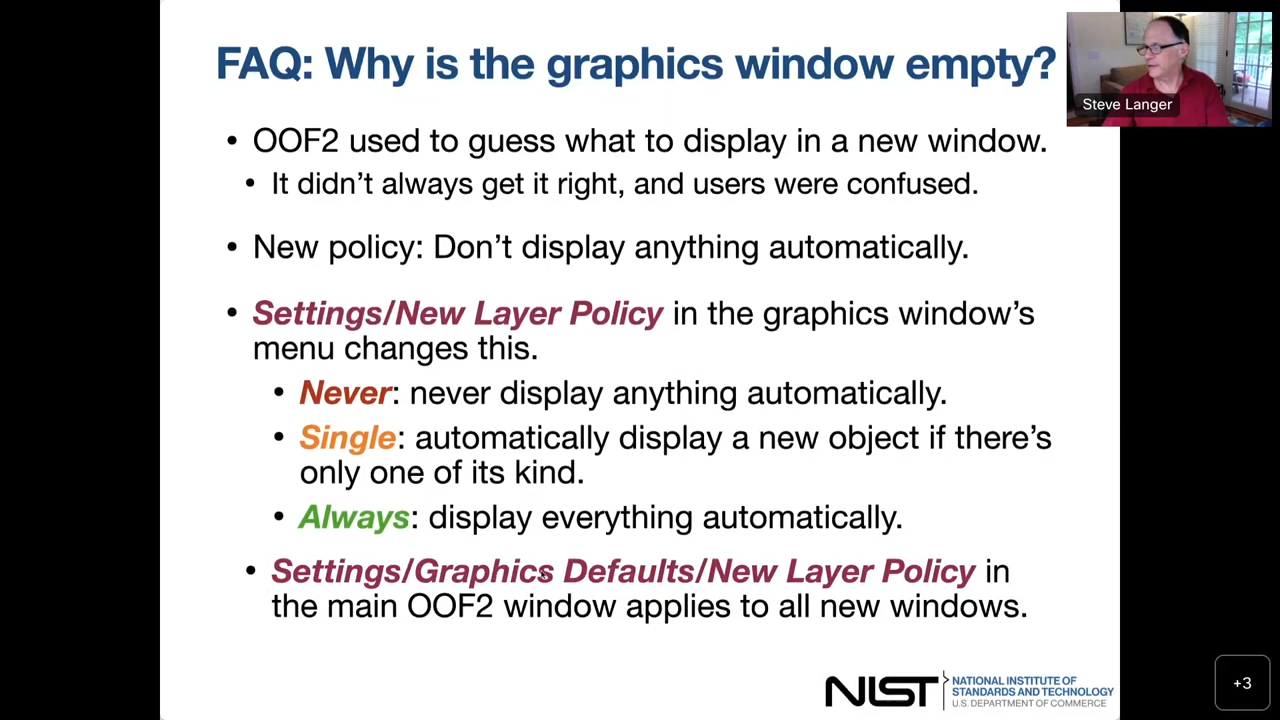 FAQ: Why is the graphics window empty?
Steve Langer
• OOF2 used to guess what to display in a new window.
• It didn’t always get it right, and users were confused.
• New policy: Don’t display anything automatically.
• Settings/New Layer Policy in the graphics window’s
menu changes this.
• Never: never display anything automatically.
• Single: automatically display a new object if there’s
only one of its kind.
• Always: display everything automatically.
• Settings/Graphics Defaults/New Layer Policy in
the main OOF2 window applies to all new windows.
NIST
NATIONAL INSTITUTE OF
STANDARDS AND TECHNOLOGY
U.S. DEPARTMENT OF COMMERCE
+3